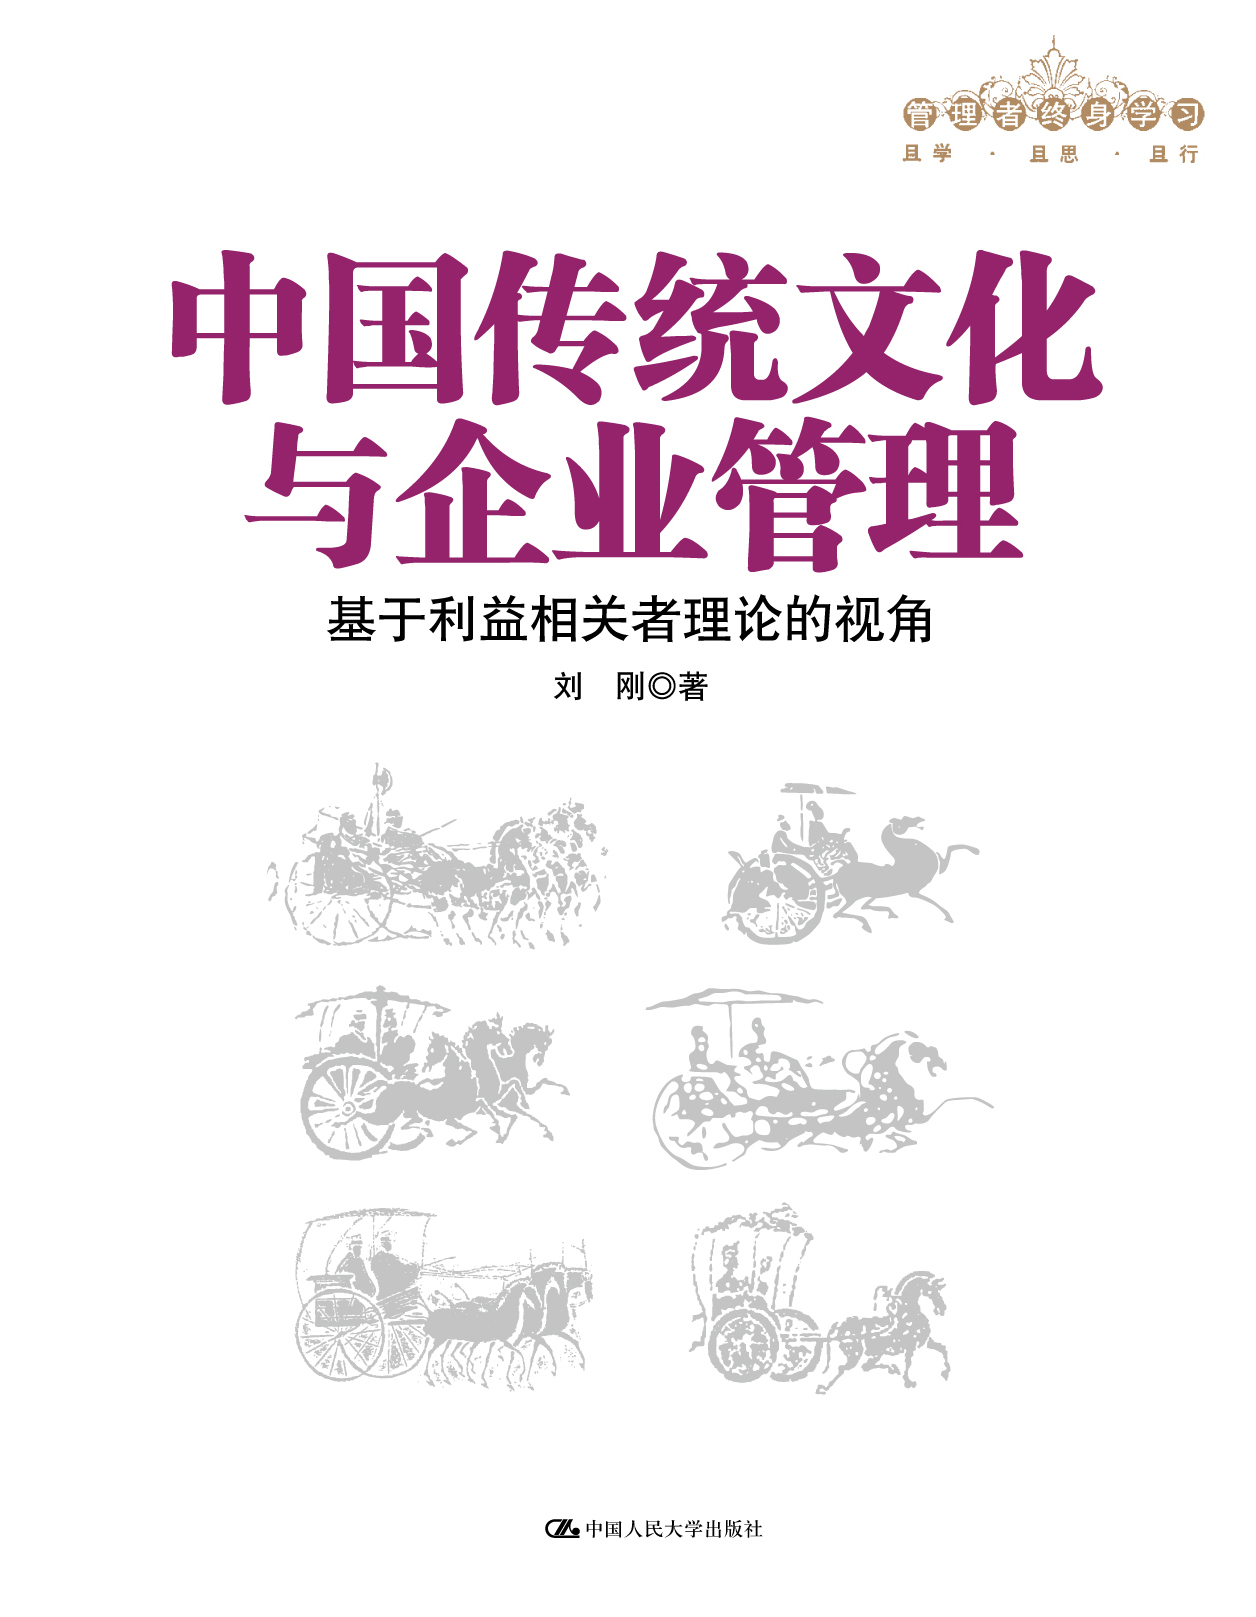 管理者终身学习
且学 · 且思 · 且行
中国传统文化
与企业管理
基于利益相关者理论的视角
刘 刚◎著
中国人民大学出版社